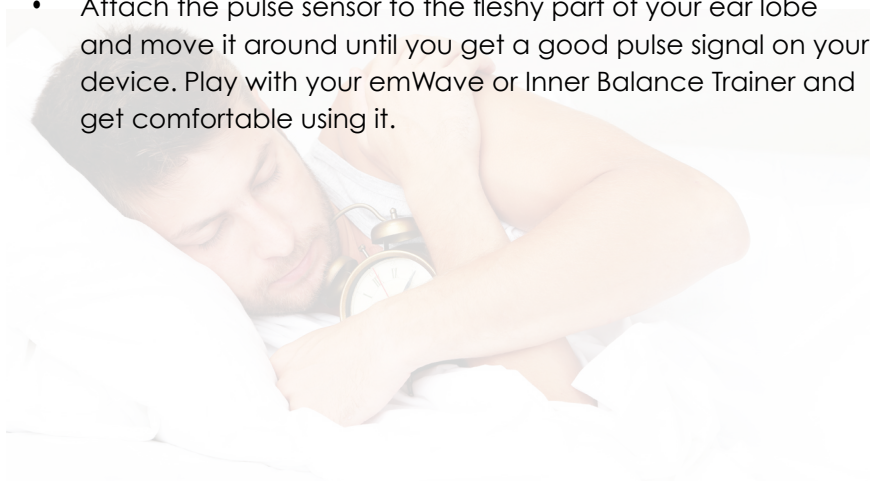 • Attach the pulse sensor to the fleshy part of your ear lobe
and move it around until you get a good pulse signal on your
device. Play with your emWave or Inner Balance Trainer and
get comfortable using it.